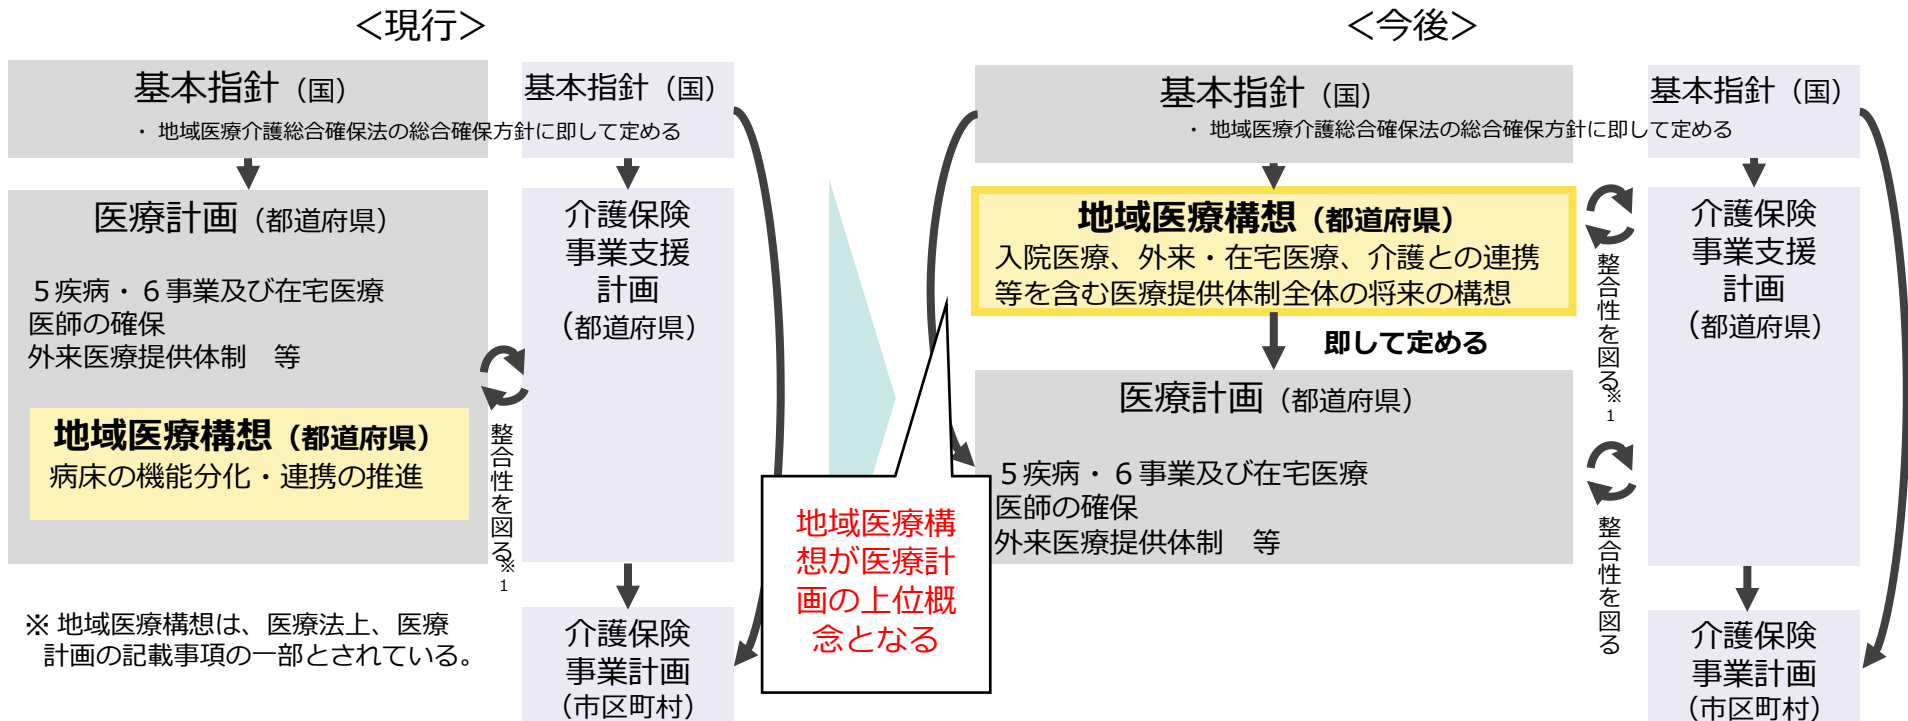 ＜現行＞
基本指針（国）
・ 地域医療介護総合確保法の総合確保方針に即して定める
医療計画（都道府県）
５疾病・６事業及び在宅医療
医師の確保
外来医療提供体制　等
地域医療構想（都道府県）
病床の機能分化・連携の推進
※ 地域医療構想は、医療法上、医療
計画の記載事項の一部とされている。
整合性を図る※1
基本指針（国）
介護保険
事業支援
計画
（都道府県）
介護保険
事業計画
（市区町村）
地域医療構
想が医療計
画の上位概
念となる
＜今後＞
基本指針（国）
・ 地域医療介護総合確保法の総合確保方針に即して定める
地域医療構想（都道府県）
入院医療、外来・在宅医療、介護との連携
等を含む医療提供体制全体の将来の構想
即して定める
医療計画（都道府県）
５疾病・６事業及び在宅医療
医師の確保
外来医療提供体制　等
整合性を図る※1
整合性を図る
基本指針（国）
介護保険
事業支援
計画
（都道府県）
介護保険
事業計画
（市区町村）